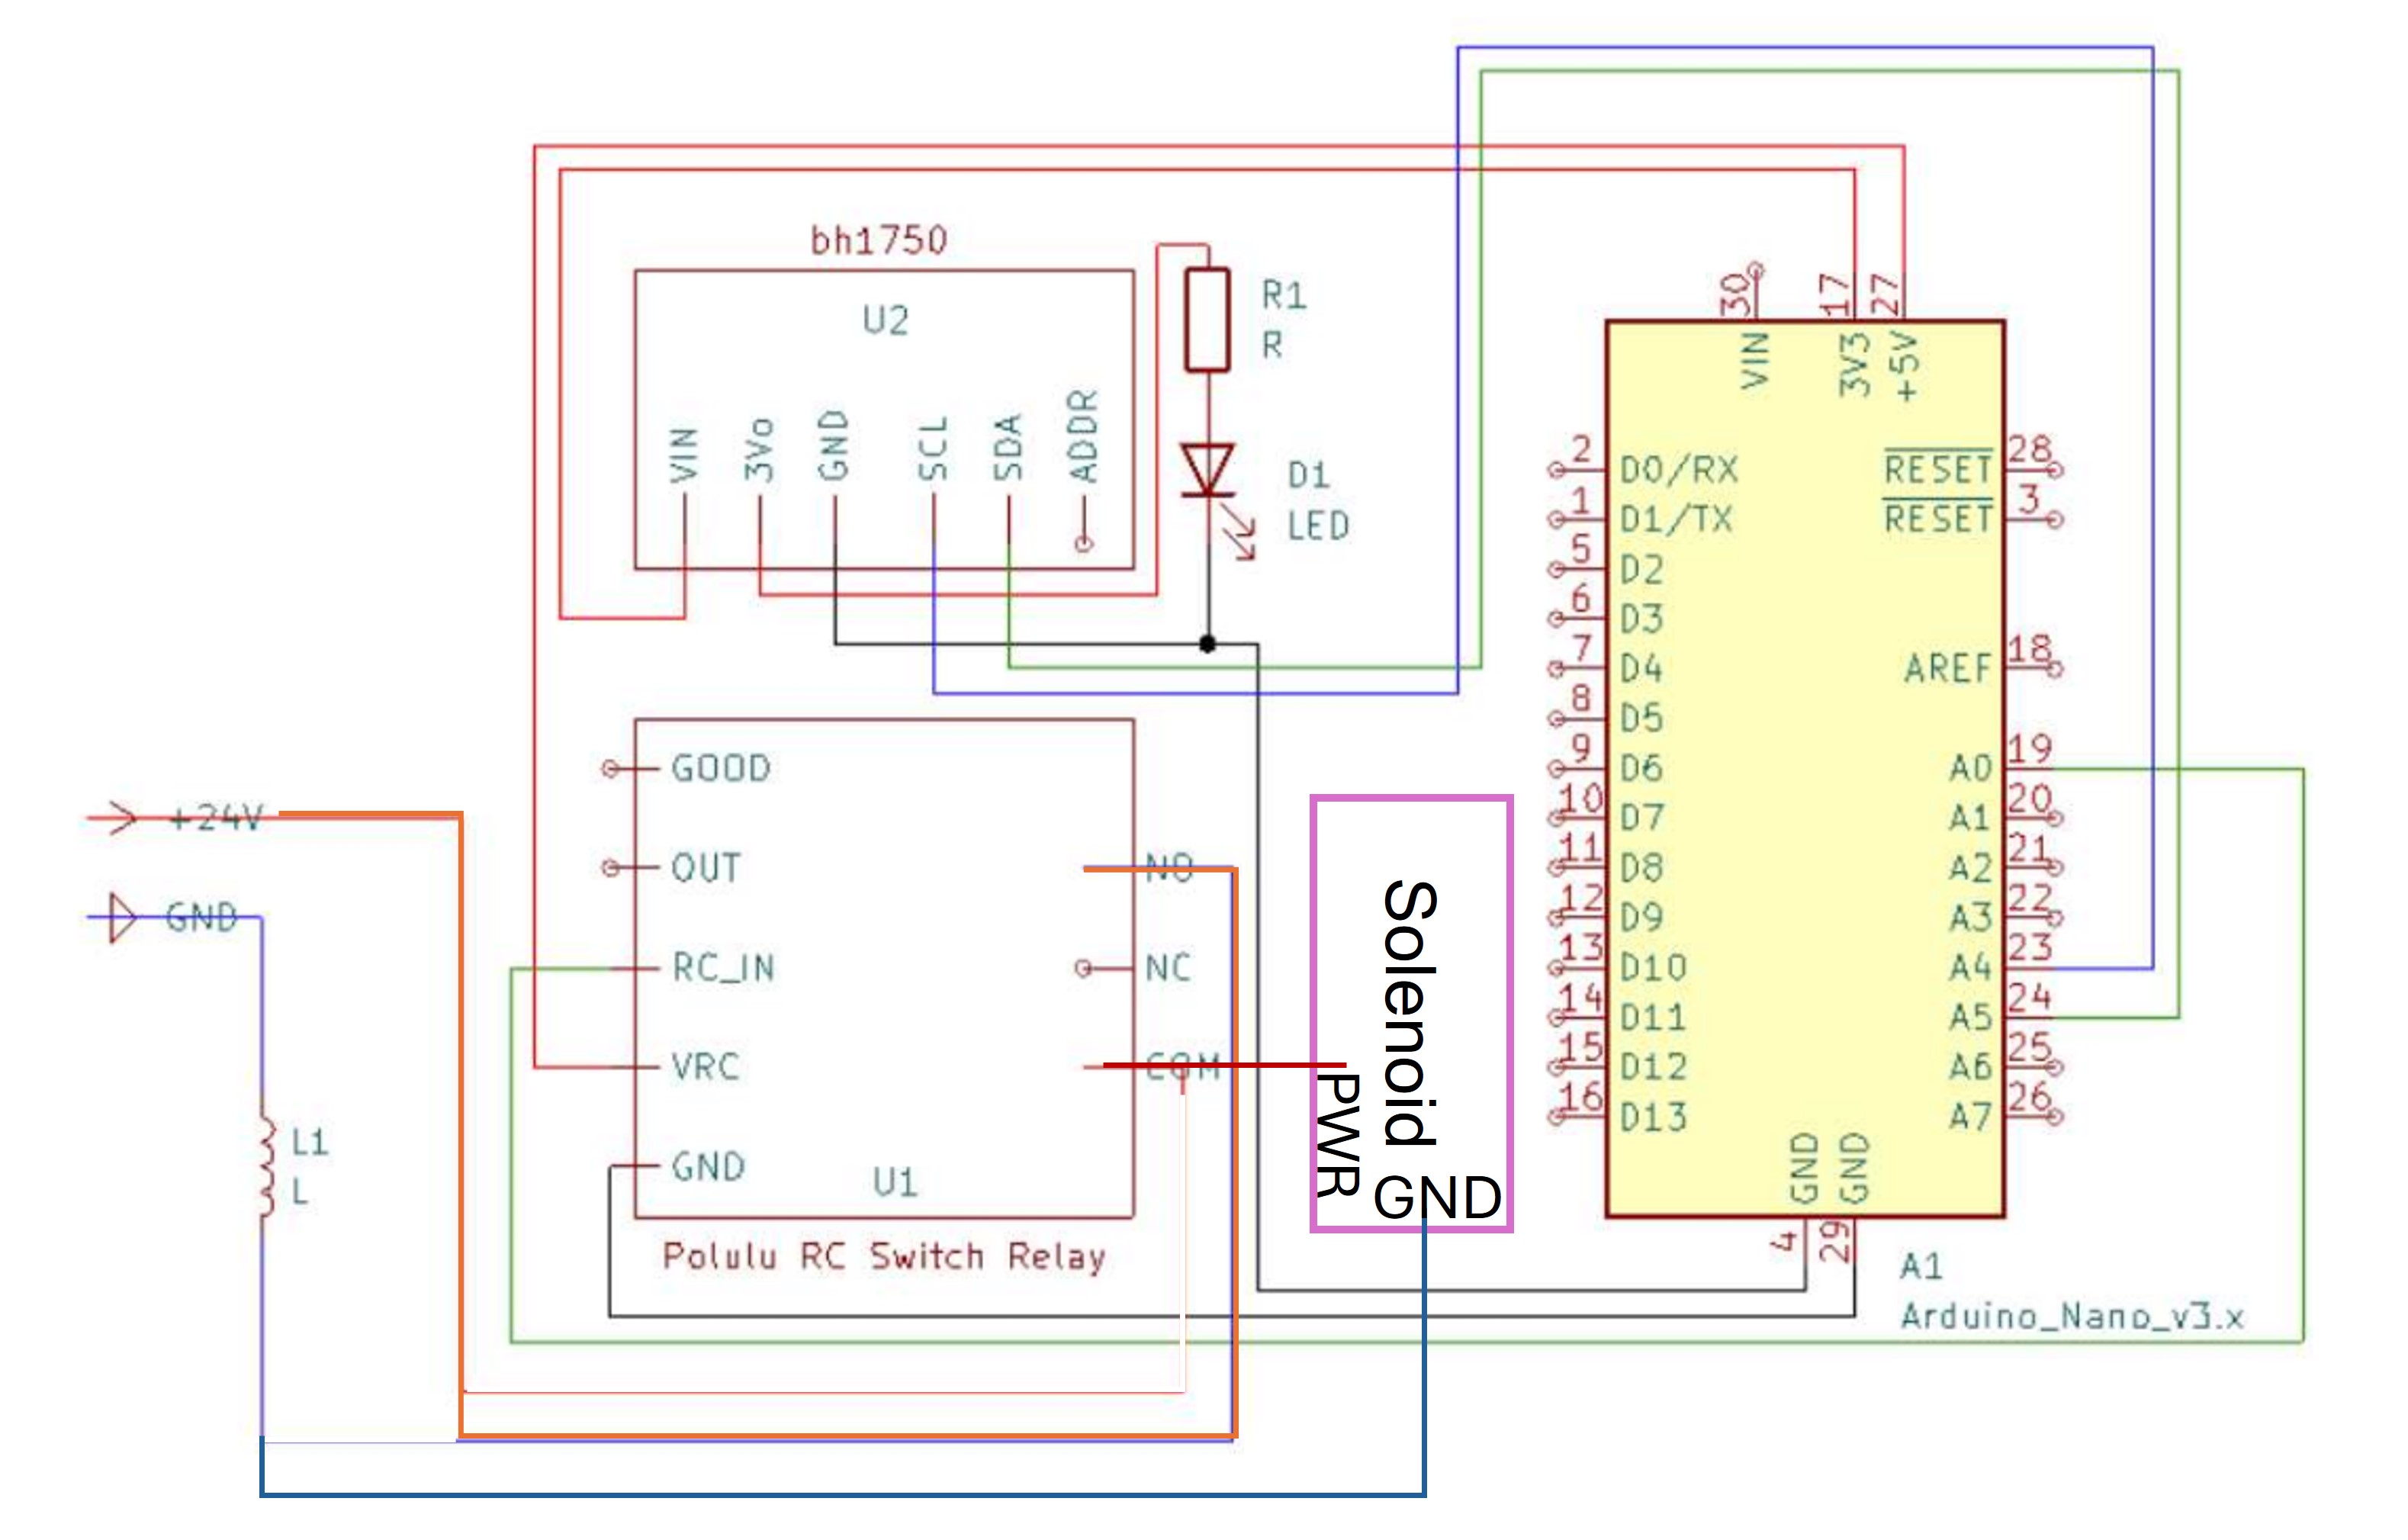 bh1750
U2
VIN
3Vo
GND
SCL
SDA
ADDR
R1
R
D1
LED
+24V
GND
L1
L
GOOD
OUT
RC_IN
VRC
GND
NO
NC
COM
U1
Polulu RC Switch Relay
Solenoid
PWR
GND
30
17
27
VIN
3V3
+5V
2 D0/RX
1 D1/TX
5 D2
6 D3
7 D4
8 D5
9 D6
10 D7
11 D8
12 D9
13 D10
14 D11
15 D12
16 D13
RESET 28
RESET 3
AREF 18
A0 19
A1 20
A2 21
A3 22
A4 23
A5 24
A6 25
A7 26
GND
GND
4
29
A1
Arduino_Nano_v3.x